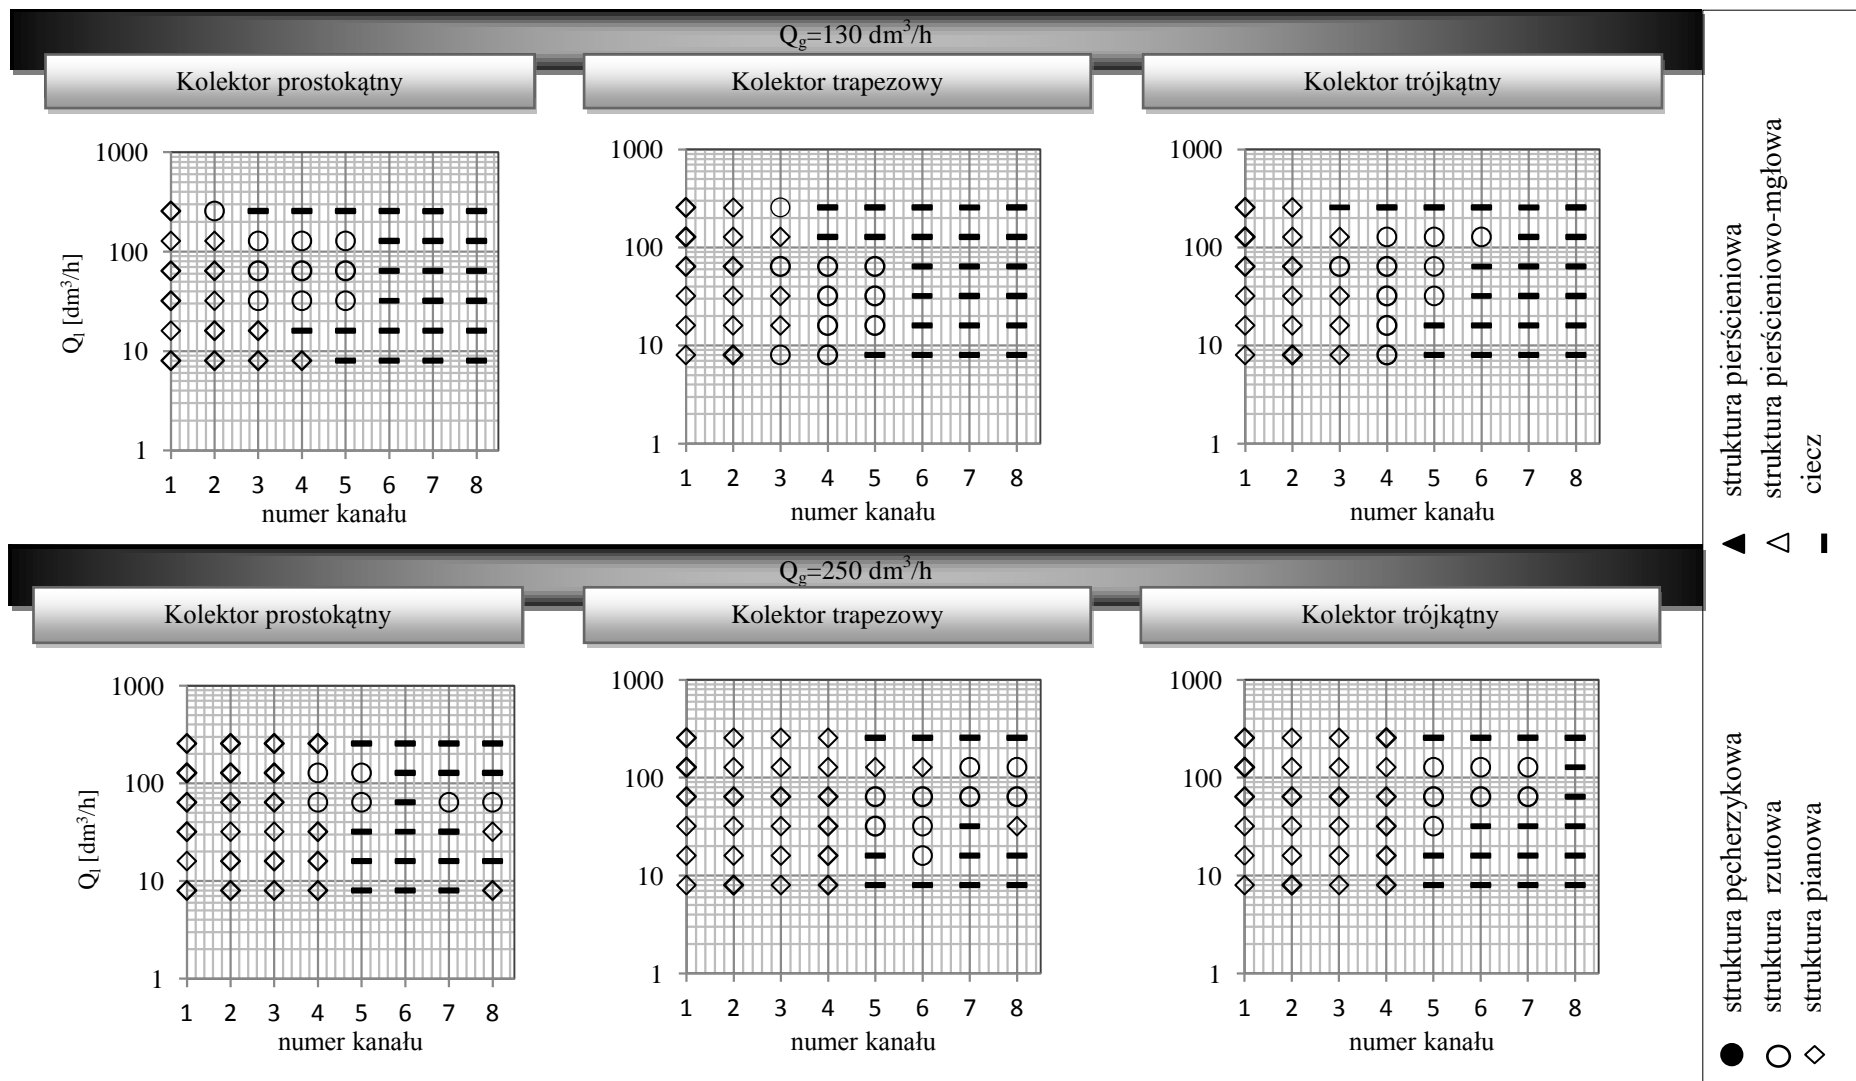 Qg=130 dm³/h
Kolektor prostokątny
Kolektor trapezowy
Kolektor trójkątny
1000
100
10
1
Ql [dm³/h]
1 2 3 4 5 6 7 8
numer kanału
1000
100
10
1
1 2 3 4 5 6 7 8
numer kanału
1000
100
10
1
1 2 3 4 5 6 7 8
numer kanału
Qg=250 dm³/h
Kolektor prostokątny
Kolektor trapezowy
Kolektor trójkątny
1000
100
10
1
Ql [dm³/h]
1 2 3 4 5 6 7 8
numer kanału
1000
100
10
1
1 2 3 4 5 6 7 8
numer kanału
1000
100
10
1
1 2 3 4 5 6 7 8
numer kanału
struktura pęcherzykowa
struktura rzutowa
struktura pianowa
struktura pierścieniowa
struktura pierścieniowo-mgłowa
ciecz